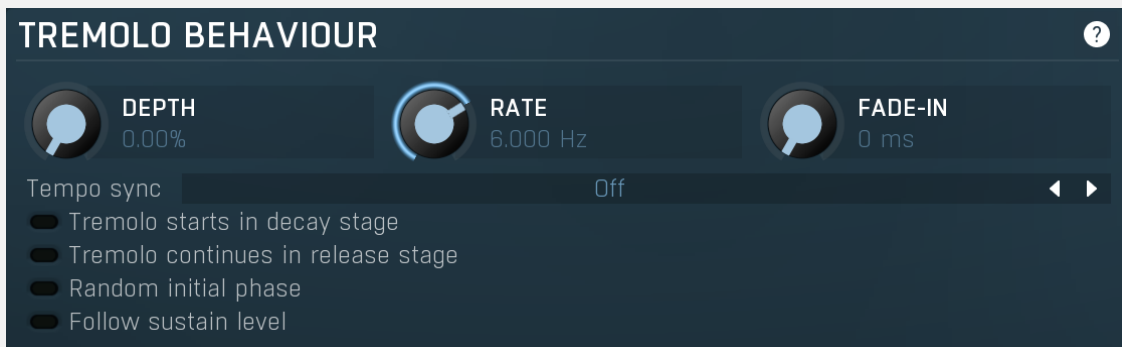 TREMOLO BEHAVIOUR ?
DEPTH
0.00%
RATE
6.000 Hz
FADE-IN
0 ms
Tempo sync Off
Tremolo starts in decay stage
Tremolo continues in release stage
Random initial phase
Follow sustain level